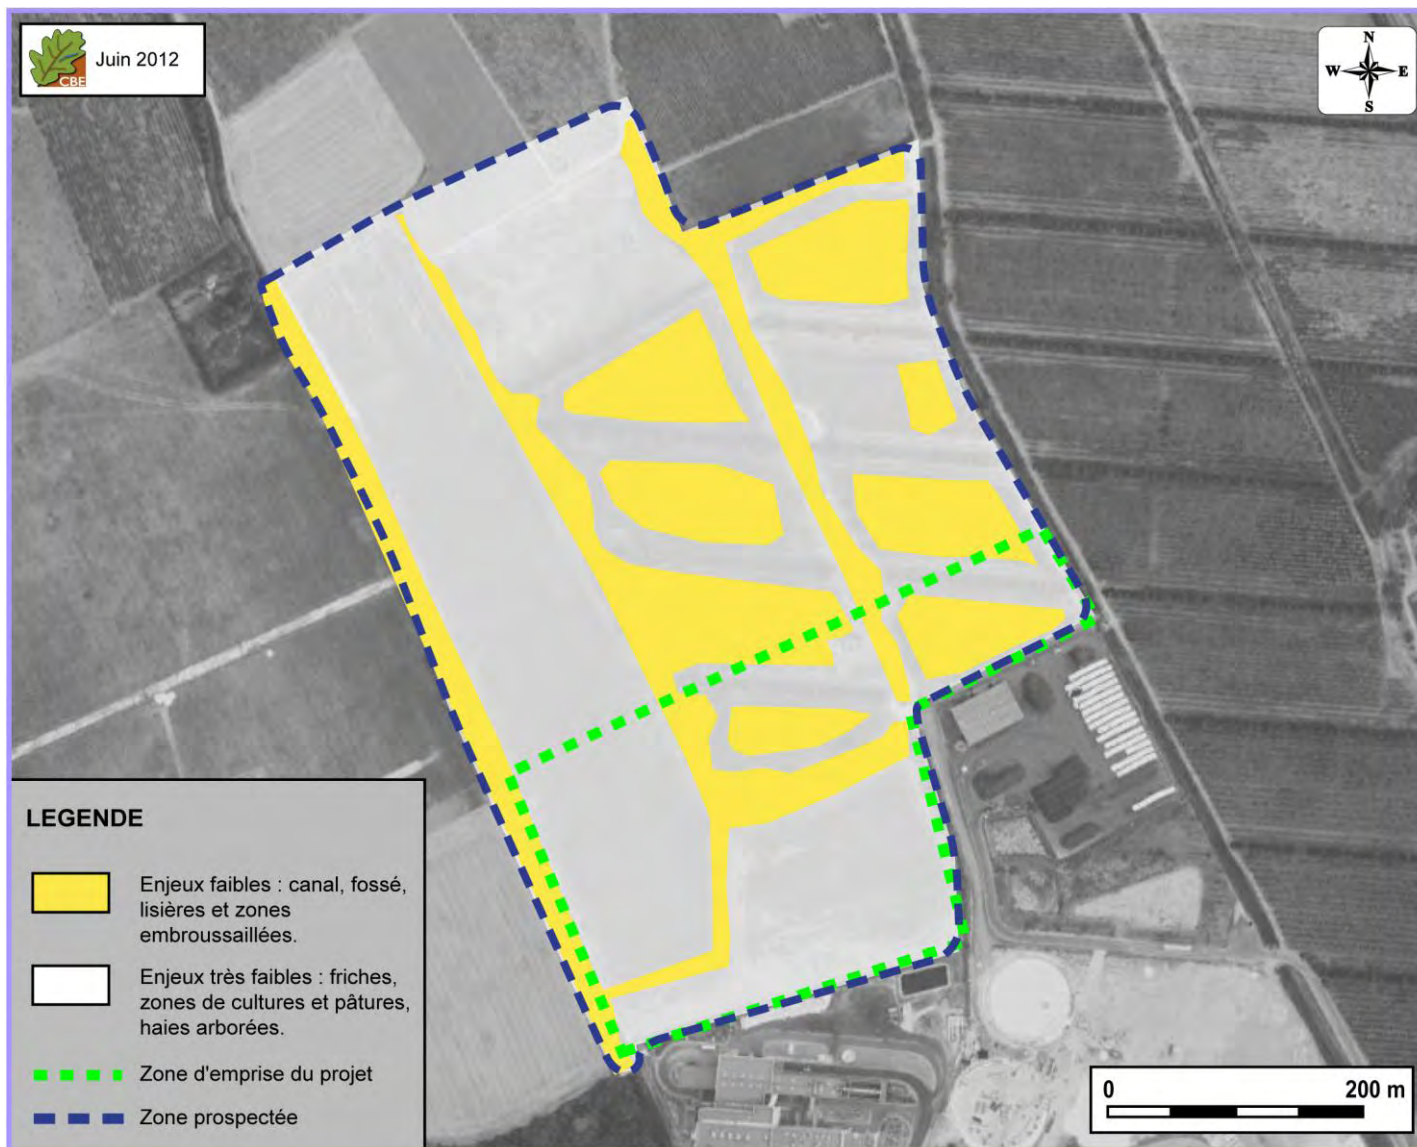 CBE
Juin 2012
N
W E
S
LEGENDE
Enjeux faibles : canal, fossé,
lisières et zones
embroussaillées.
Enjeux très faibles : friches,
zones de cultures et pâtures,
haies arborées.
Zone d'emprise du projet
Zone prospectée
0 200 m